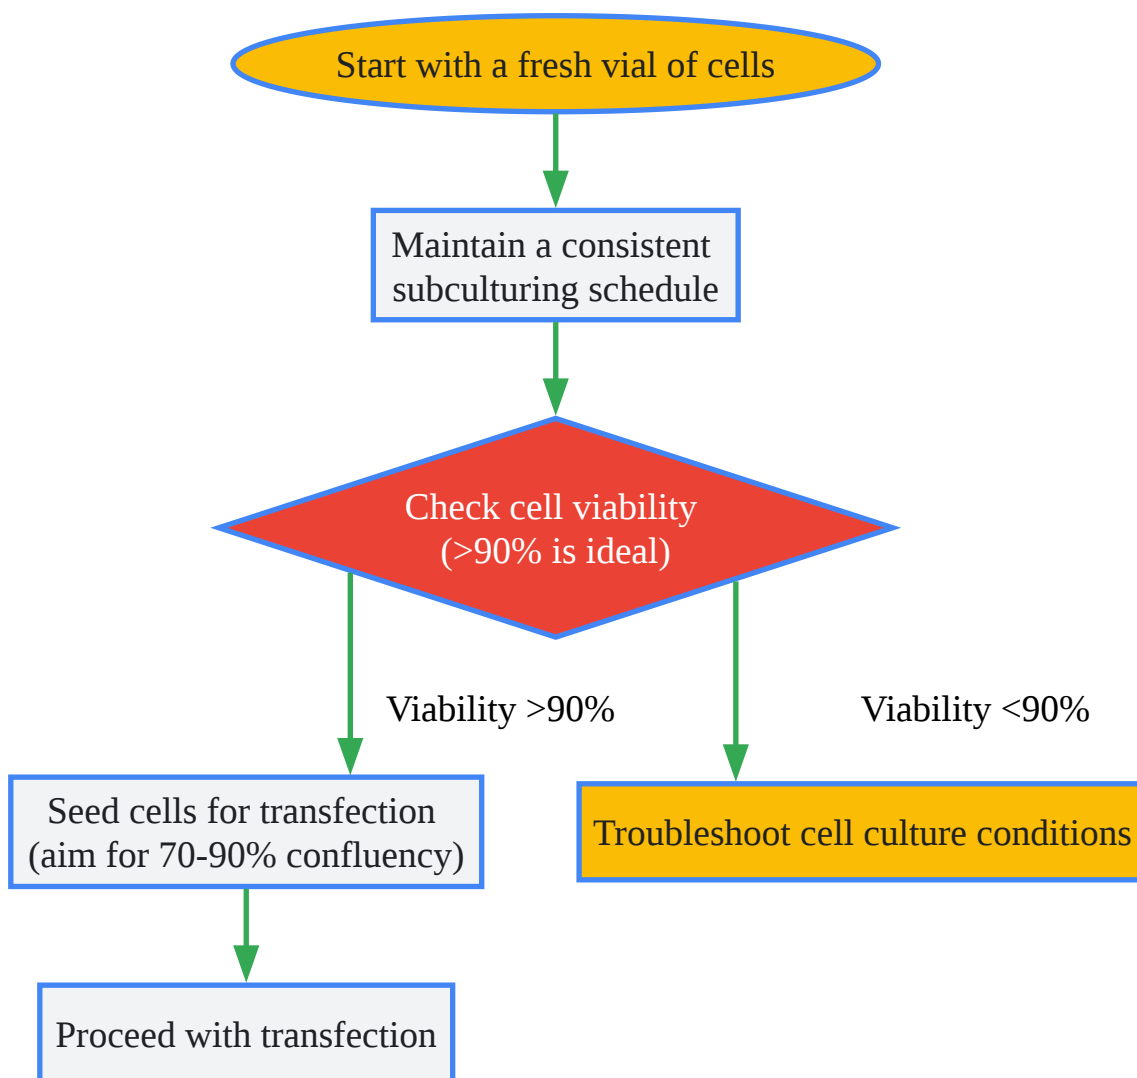 Start with a fresh vial of cells
Maintain a consistent
subculturing schedule
Check cell viability
(>90% is ideal)
Viability >90%
Viability <90%
Seed cells for transfection
(aim for 70-90% confluency)
Troubleshoot cell culture conditions
Proceed with transfection